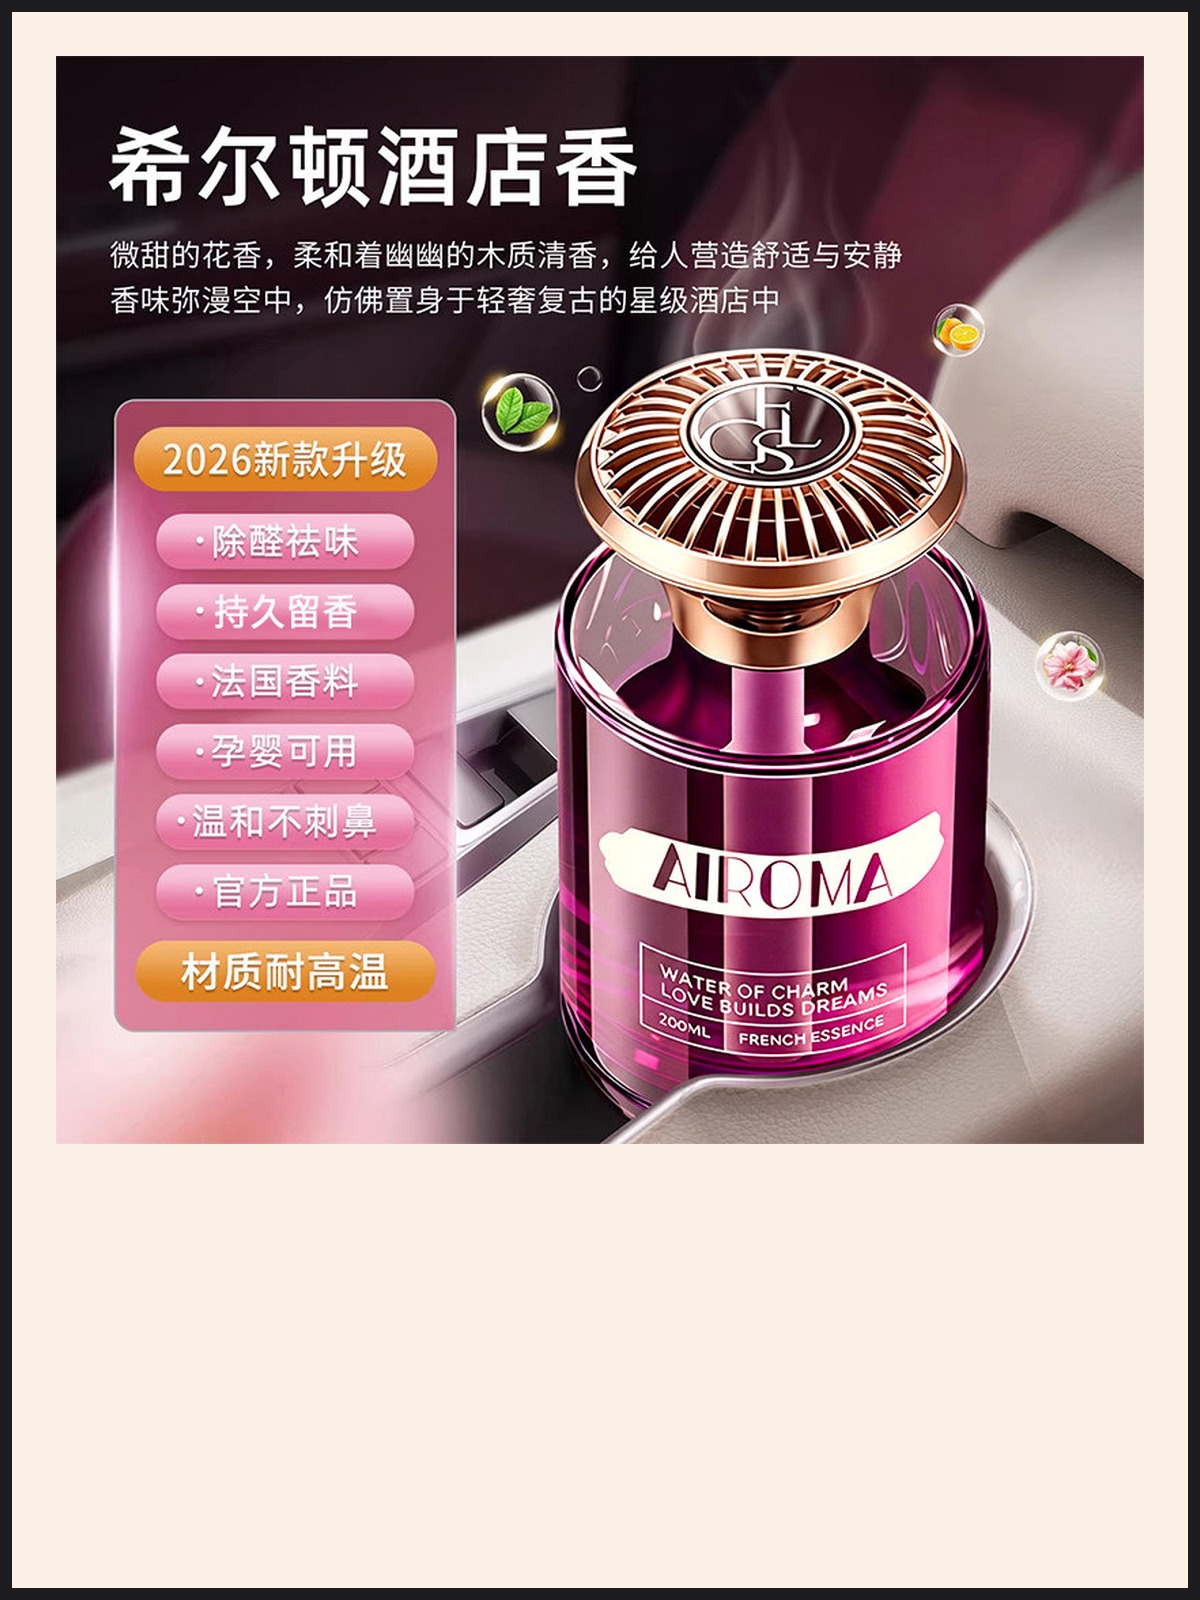 希尔顿酒店香
微甜的花香，柔和着幽幽的木质清香，给人营造舒适与安静
香味弥漫空中，仿佛置身于轻奢复古的星级酒店中
2026新款升级
·除醛祛味
·持久留香
·法国香料
·孕婴可用
·温和不刺鼻
·官方正品
材质耐高温
AIROMA
WATER OF CHARM
LOVE BUILDS DREAMS
200ML FRENCH ESSENCE